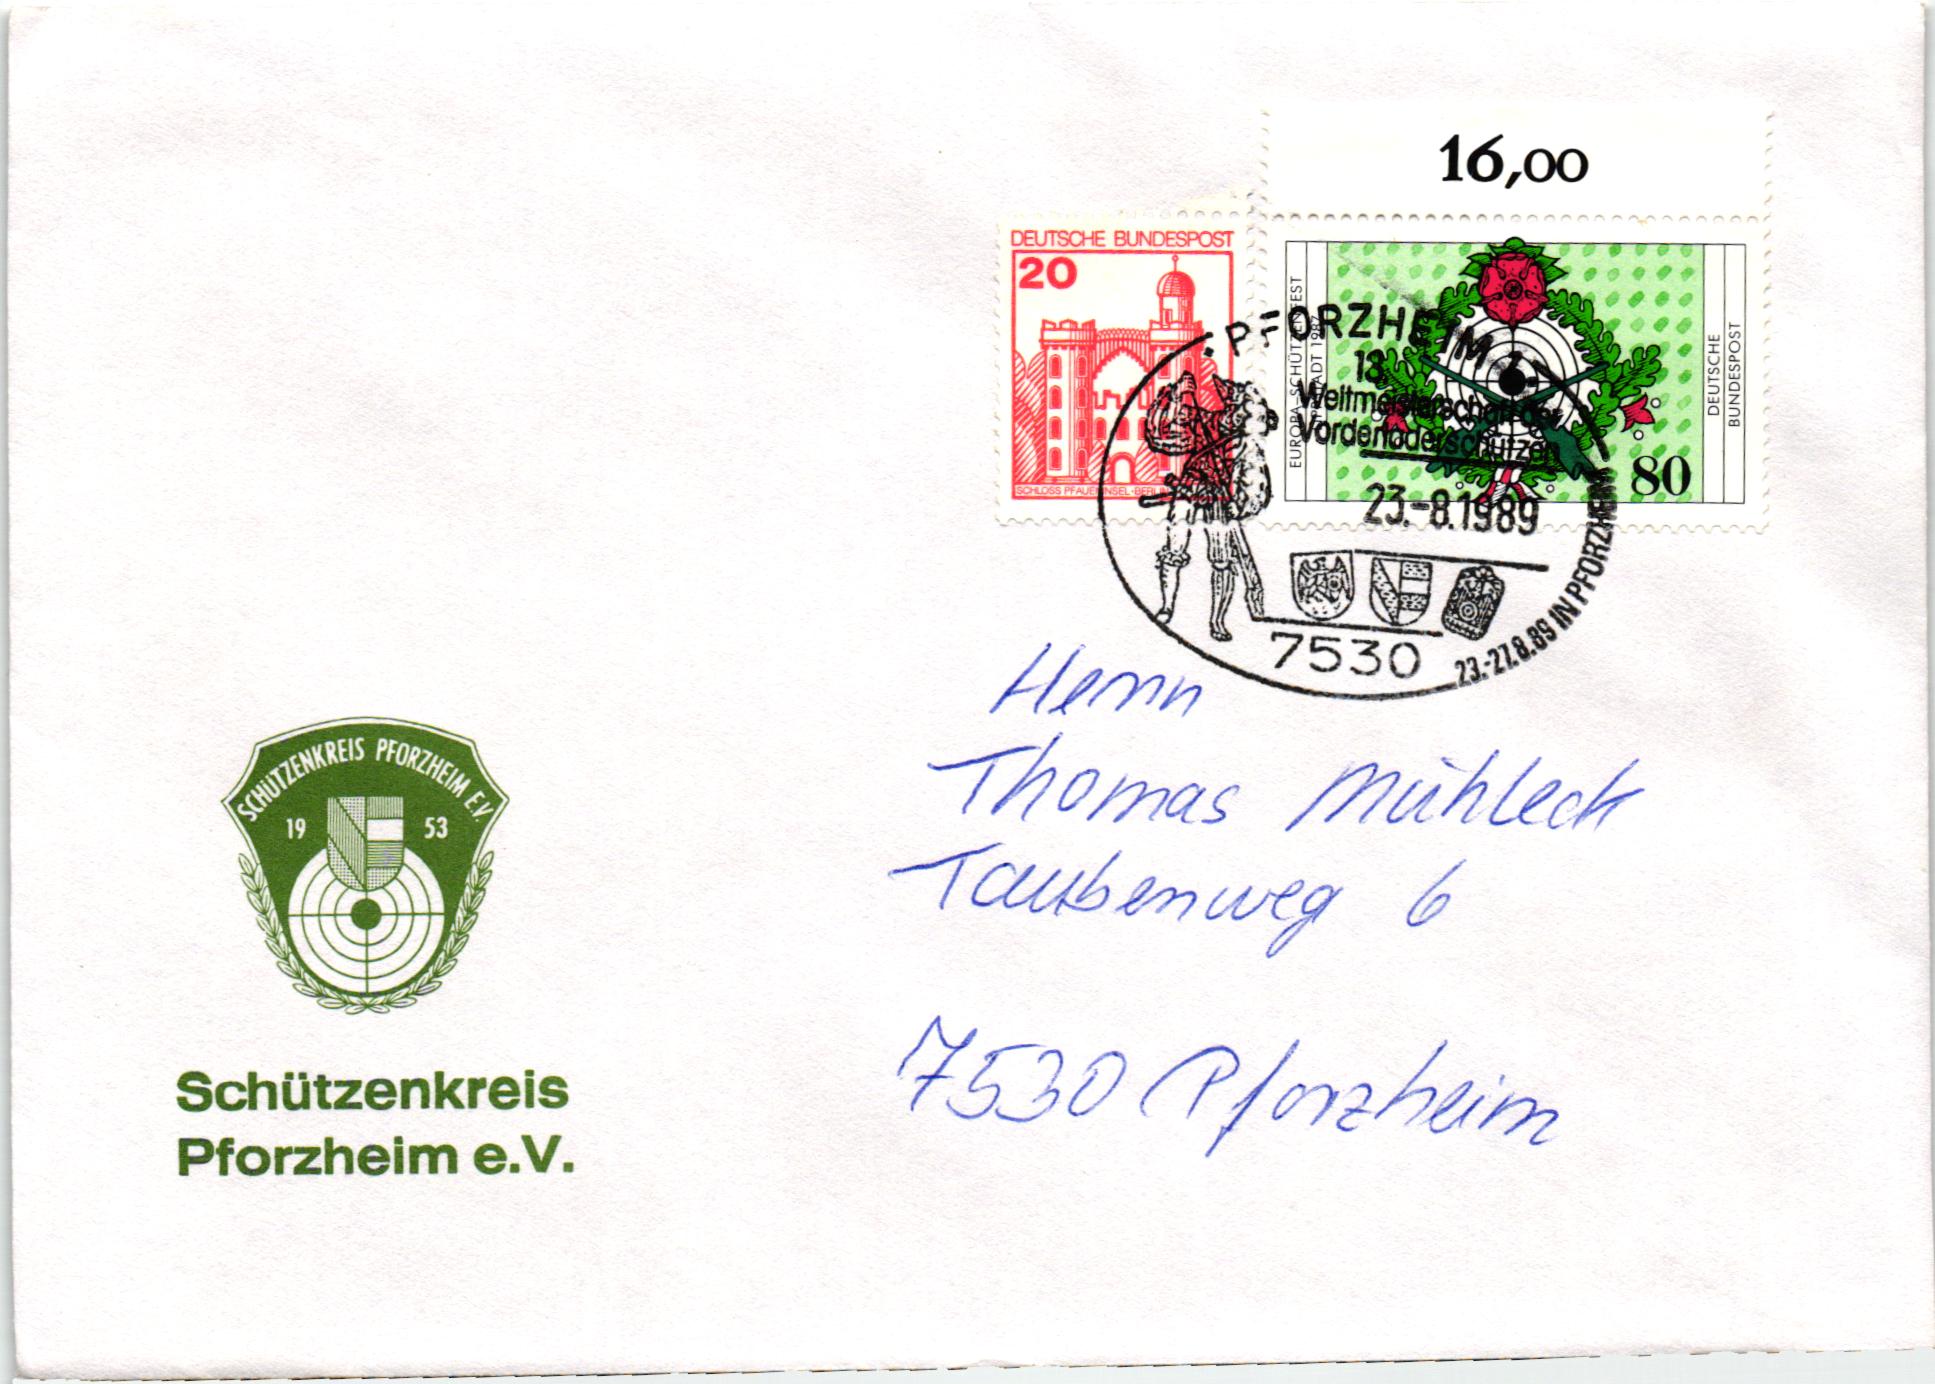 16,00
DEUTSCHE BUNDESPOST
20
SCHLOSS PFAUENINSEL·BERLIN
EUROPA–SCHÜTZENFEST
LIPPSTADT 1987
DEUTSCHE
BUNDESPOST
80
PFORZHEIM 1
13.
Weltmeisterschaft der
Vorderladerschützen
23.-8.1989
7530
23.-27.8.89 IN PFORZHEIM
Herrn
Thomas Mühleck
Taubenweg 6
7530 Pforzheim
SCHÜTZENKREIS PFORZHEIM E.V.
19 53
Schützenkreis
Pforzheim e.V.